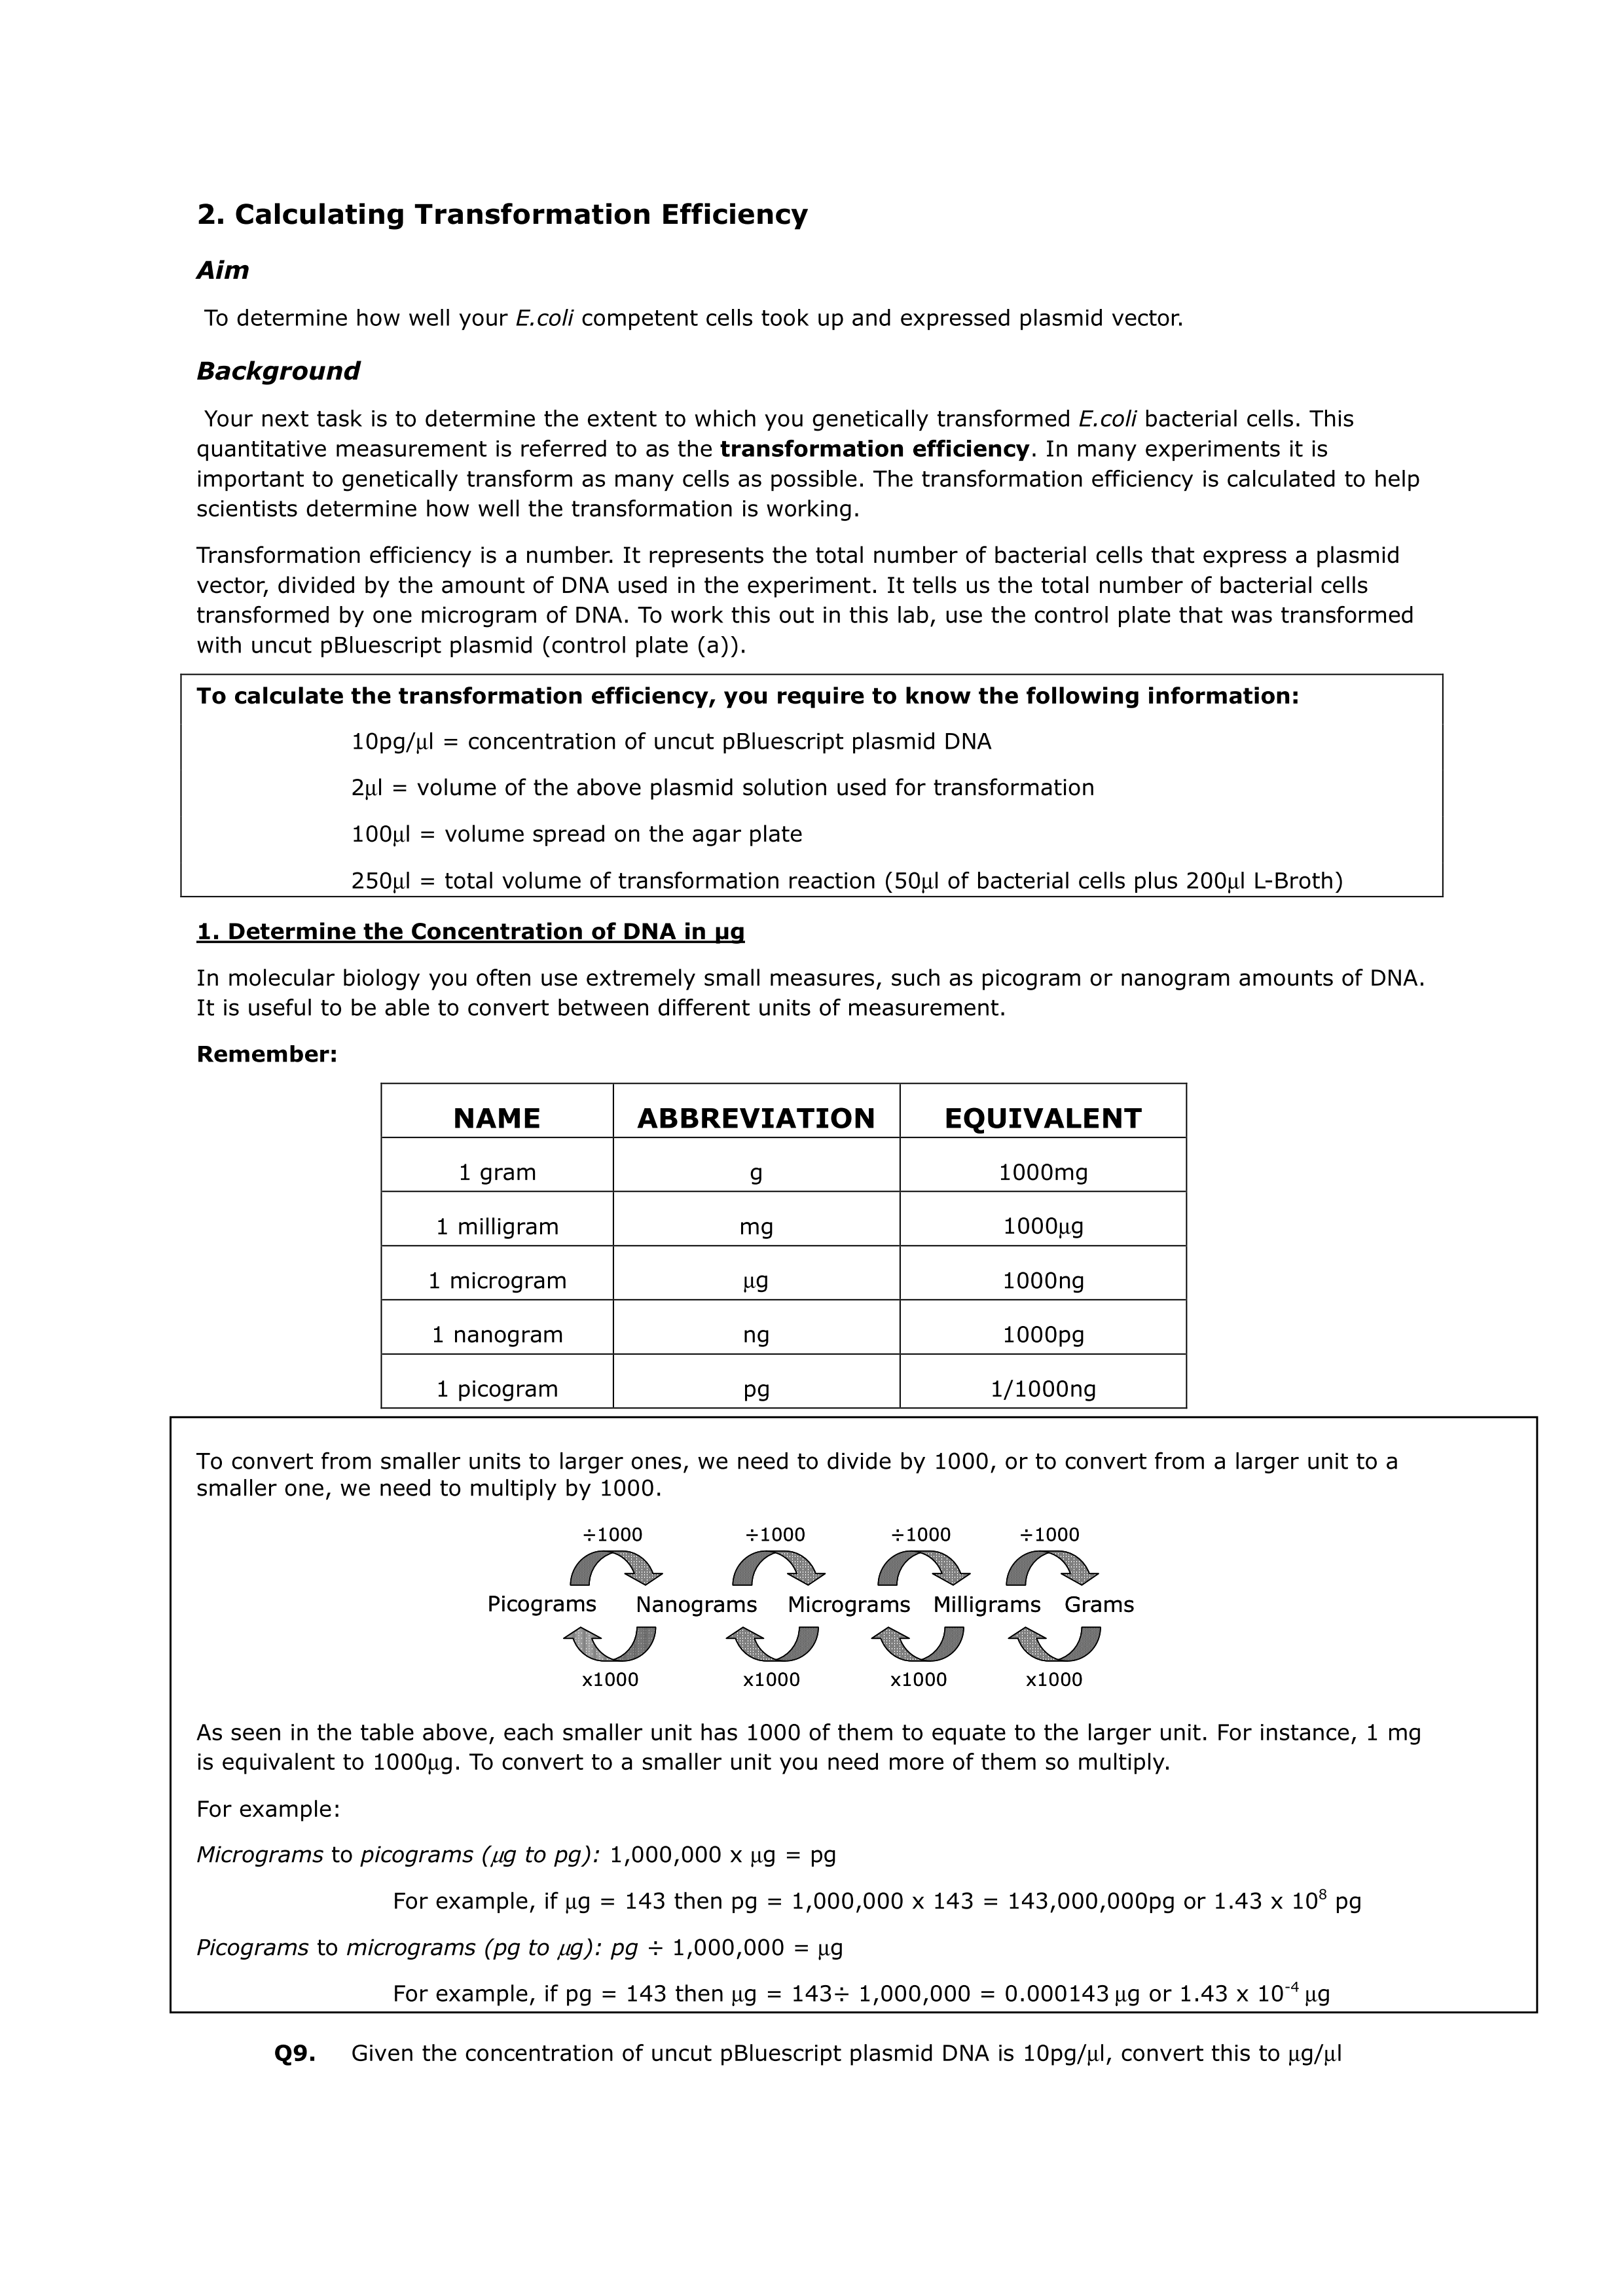 2. Calculating Transformation Efficiency
Aim
To determine how well your E.coli competent cells took up and expressed plasmid vector.
Background
Your next task is to determine the extent to which you genetically transformed E.coli bacterial cells. This
quantitative measurement is referred to as the transformation efficiency. In many experiments it is
important to genetically transform as many cells as possible. The transformation efficiency is calculated to help
scientists determine how well the transformation is working.
Transformation efficiency is a number. It represents the total number of bacterial cells that express a plasmid
vector, divided by the amount of DNA used in the experiment. It tells us the total number of bacterial cells
transformed by one microgram of DNA. To work this out in this lab, use the control plate that was transformed
with uncut pBluescript plasmid (control plate (a)).
To calculate the transformation efficiency, you require to know the following information:
10pg/μl = concentration of uncut pBluescript plasmid DNA
2μl = volume of the above plasmid solution used for transformation
100μl = volume spread on the agar plate
250μl = total volume of transformation reaction (50μl of bacterial cells plus 200μl L-Broth)
1. Determine the Concentration of DNA in μg
In molecular biology you often use extremely small measures, such as picogram or nanogram amounts of DNA.
It is useful to be able to convert between different units of measurement.
Remember:
NAME ABBREVIATION EQUIVALENT
1 gram g 1000mg
1 milligram mg 1000μg
1 microgram μg 1000ng
1 nanogram ng 1000pg
1 picogram pg 1/1000ng
To convert from smaller units to larger ones, we need to divide by 1000, or to convert from a larger unit to a
smaller one, we need to multiply by 1000.
÷1000 ÷1000 ÷1000 ÷1000
Picograms Nanograms Micrograms Milligrams Grams
x1000 x1000 x1000 x1000
As seen in the table above, each smaller unit has 1000 of them to equate to the larger unit. For instance, 1 mg
is equivalent to 1000μg. To convert to a smaller unit you need more of them so multiply.
For example:
Micrograms to picograms (μg to pg): 1,000,000 x μg = pg
For example, if μg = 143 then pg = 1,000,000 x 143 = 143,000,000pg or 1.43 x 10⁸ pg
Picograms to micrograms (pg to μg): pg ÷ 1,000,000 = μg
For example, if pg = 143 then μg = 143÷ 1,000,000 = 0.000143 μg or 1.43 x 10⁻⁴ μg
Q9. Given the concentration of uncut pBluescript plasmid DNA is 10pg/μl, convert this to μg/μl